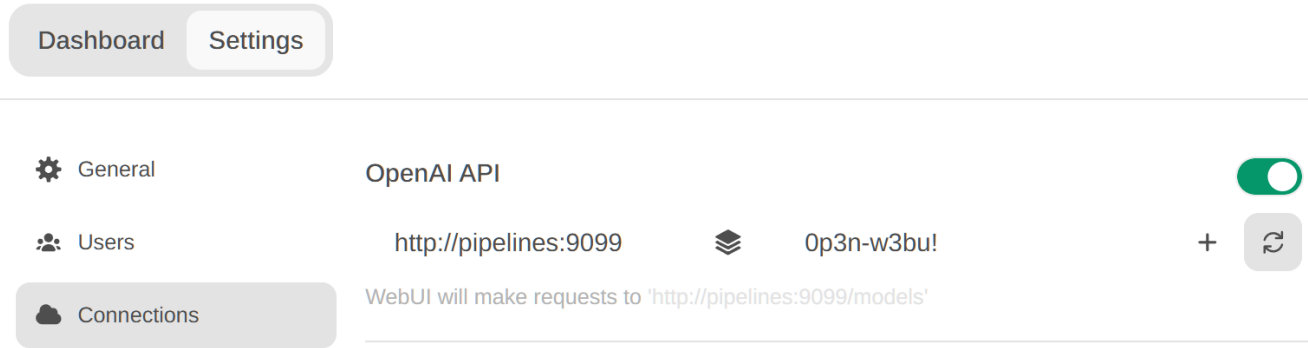 Dashboard Settings
General
Users
Connections
OpenAI API
http://pipelines:9099 0p3n-w3bu!
WebUI will make requests to 'http://pipelines:9099/models'